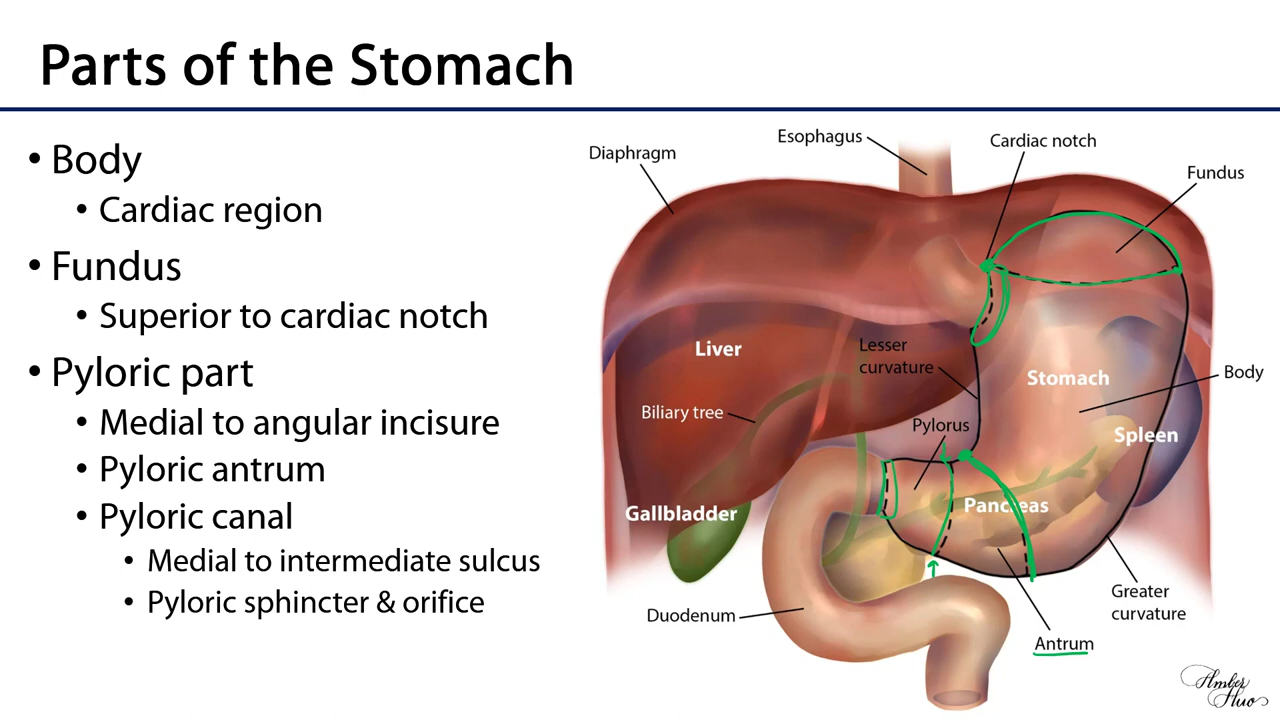 Parts of the Stomach
• Body
• Cardiac region
• Fundus
• Superior to cardiac notch
• Pyloric part
• Medial to angular incisure
• Pyloric antrum
• Pyloric canal
• Medial to intermediate sulcus
• Pyloric sphincter & orifice
Esophagus
Cardiac notch
Diaphragm
Fundus
Liver
Lesser
curvature
Stomach
Body
Biliary tree
Pylorus
Spleen
Pancreas
Gallbladder
Greater
curvature
Duodenum
Antrum
Amber
Huo